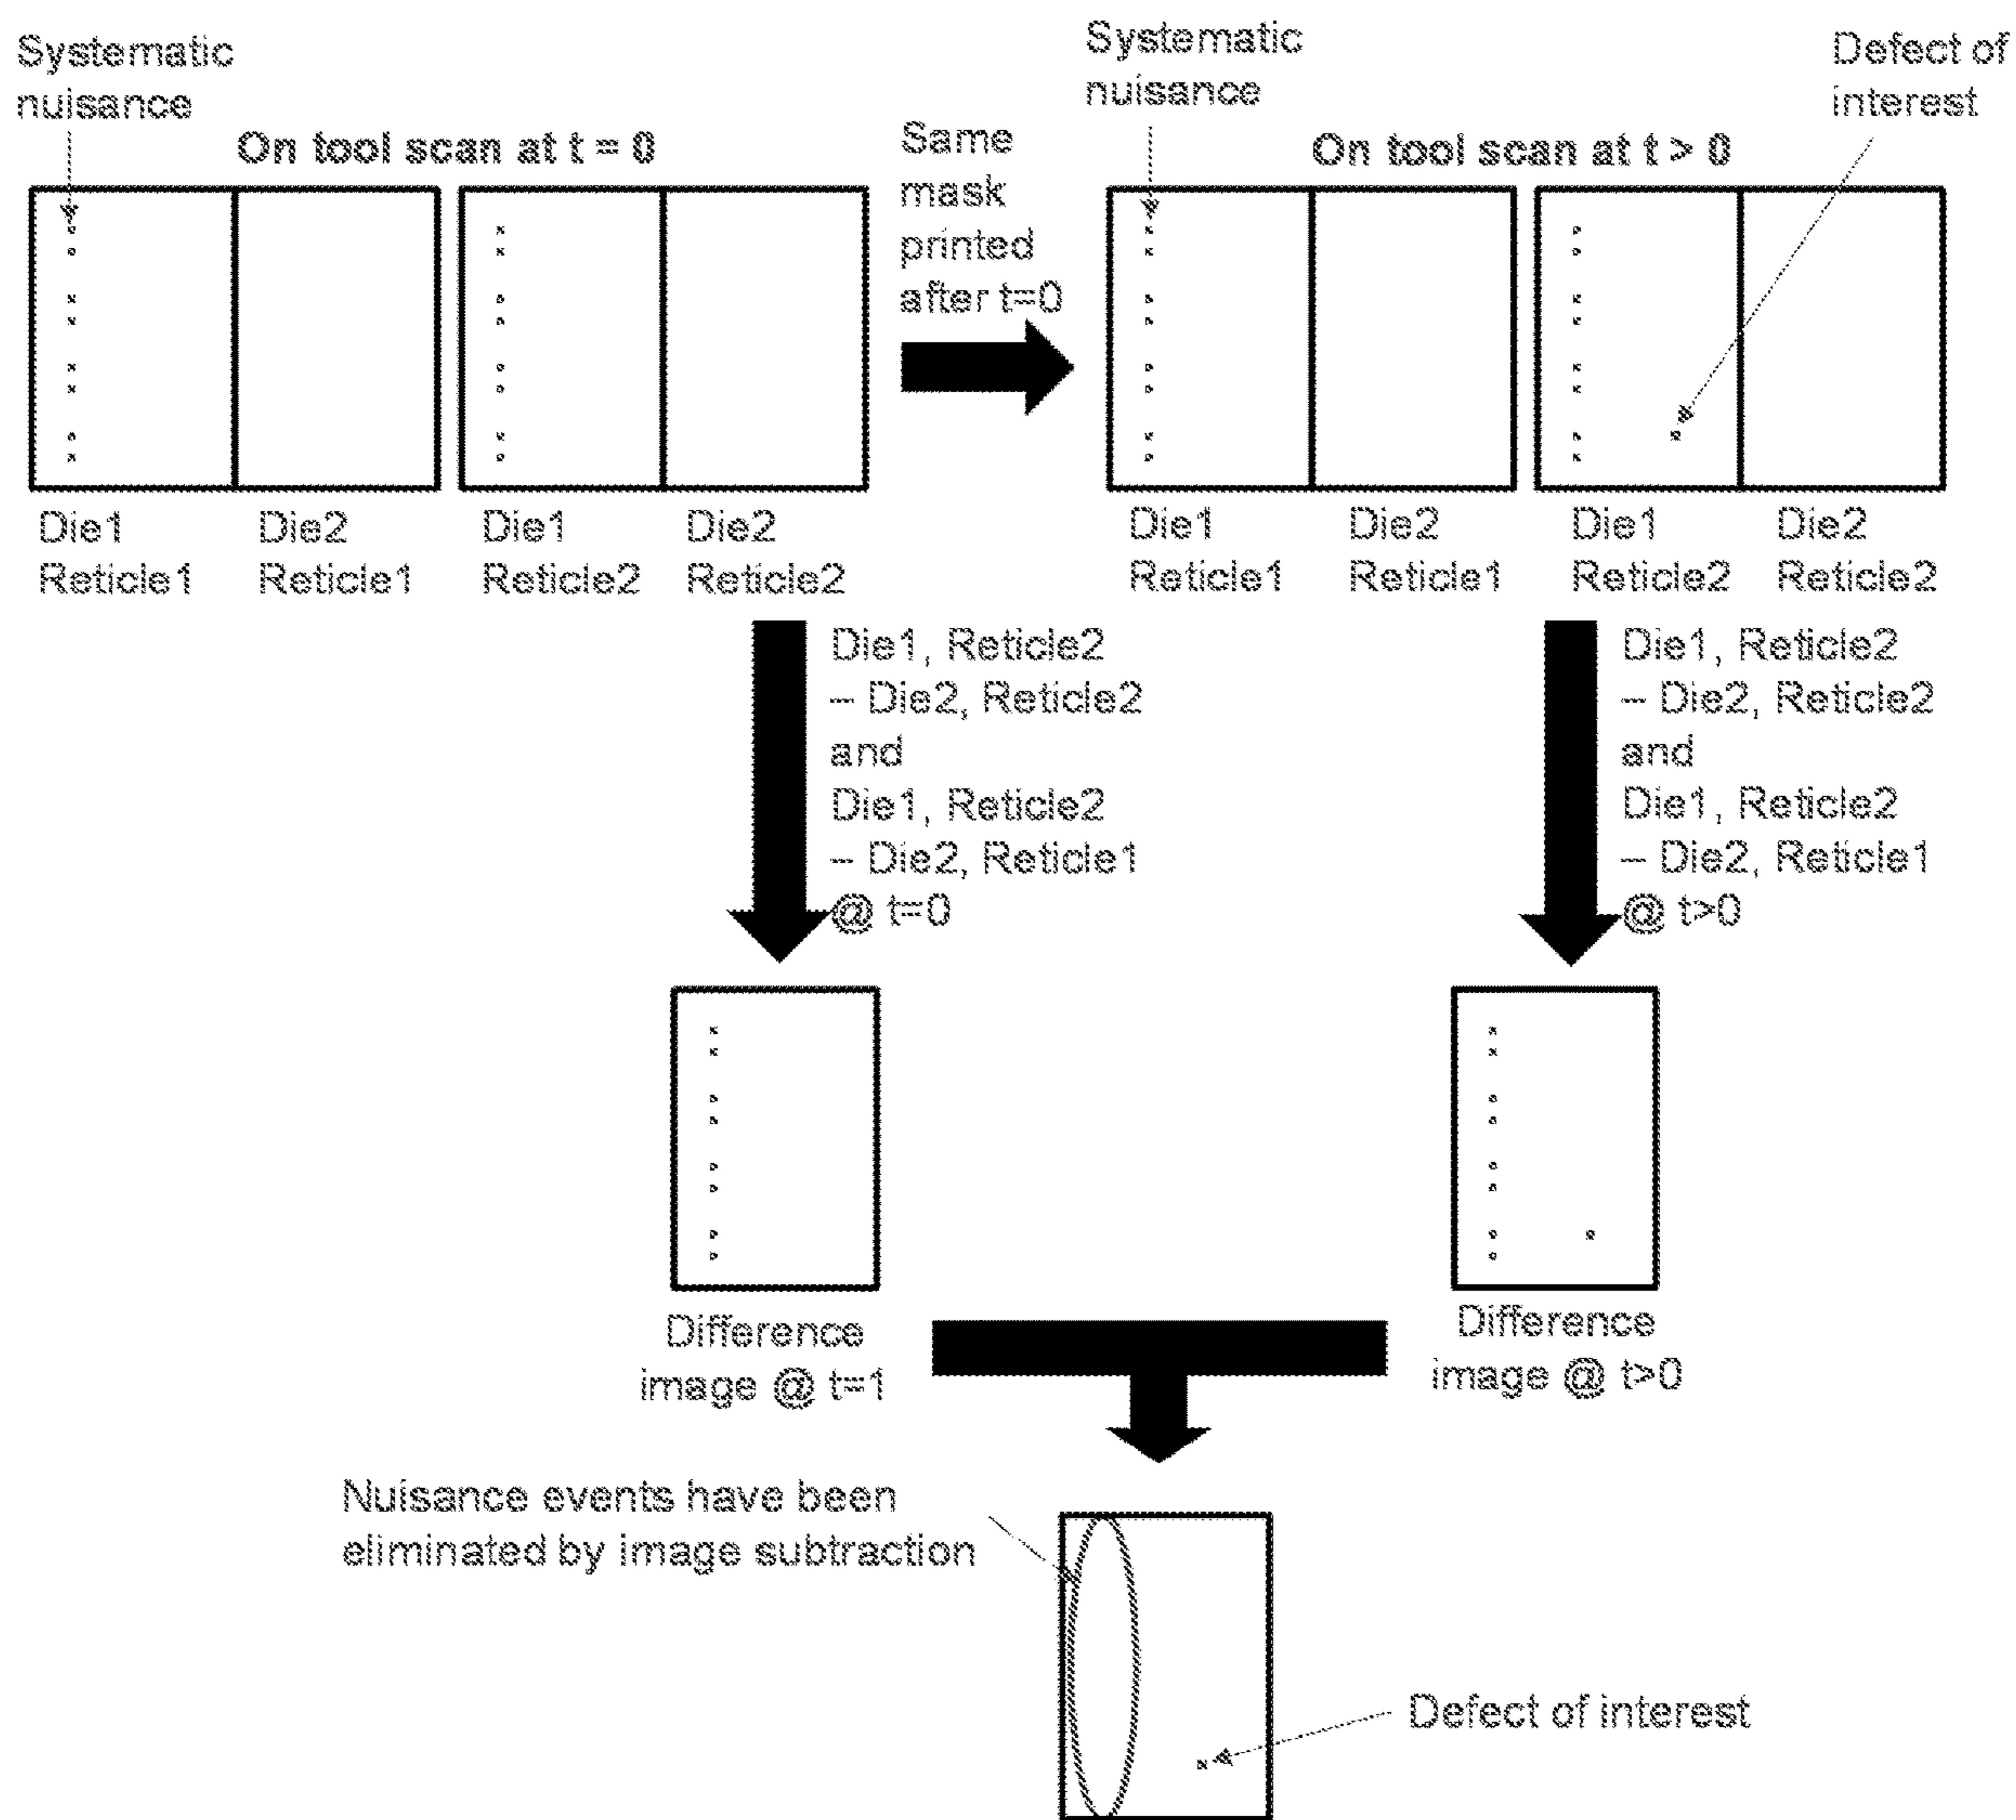 Systematic
nuisance
On tool scan at t = 0
Same
mask
printed
after t=0
Systematic
nuisance
On tool scan at t > 0
Defect of
interest
Die1
Reticle1
Die2
Reticle1
Die1
Reticle2
Die2
Reticle2
Die1
Reticle1
Die2
Reticle1
Die1
Reticle2
Die2
Reticle2
Die1, Reticle2
– Die2, Reticle2
and
Die1, Reticle2
– Die2, Reticle1
@ t=0
Die1, Reticle2
– Die2, Reticle2
and
Die1, Reticle2
– Die2, Reticle1
@ t>0
Difference
image @ t=1
Difference
image @ t>0
Nuisance events have been
eliminated by image subtraction
Defect of interest